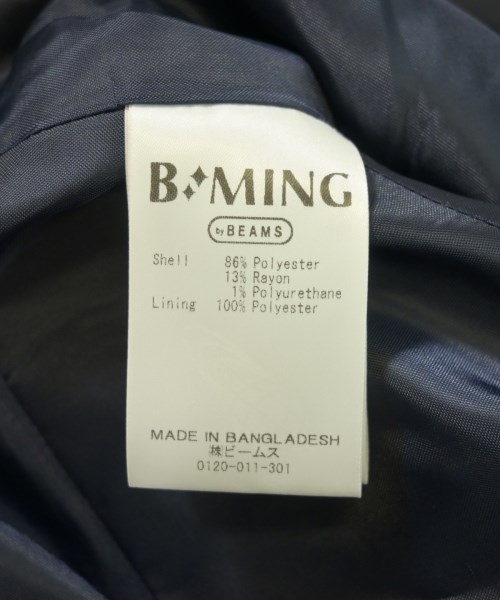 B:MING
by BEAMS
Shell 86% Polyester
13% Rayon
1% Polyurethane
Lining 100% Polyester
MADE IN BANGLADESH
㈱ビームス
0120-011-301